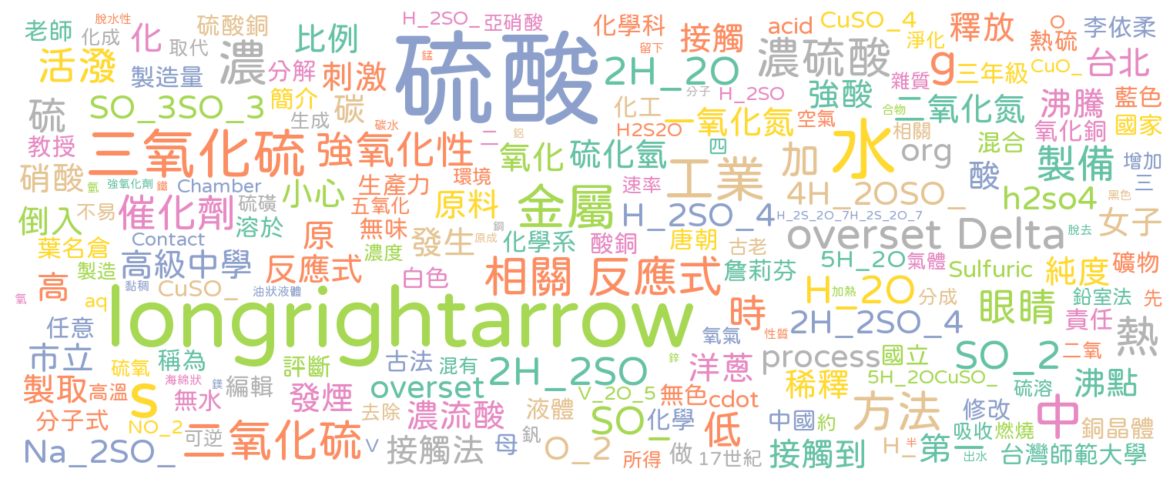 老師 脫水性 硫酸銅 H_2SO_ 亞硝酸 化學科 acid CuSO_4 釋放 O_ 李依柔
化成 化 比例 硫酸 錳 留下 接觸 淨化 熱硫
活潑 取代 濃 刺激 2H_2O 濃硫酸 g 三年級 CuO_ 台北
製造量 分解 分子 H_2SO 雜質
硫 SO_3SO_3 簡介 碳 化工 一氧化氮 強酸 二氧化氮 沸騰 藍色
生成 碳水 二 H2S2O 空氣 合物 氧化銅 國家
教授 三氧化硫 強氧化性 氧化 硫化氫 四 相關 混合
硝酸 氫 強氧化劑 鐵 Chamber 小心 生產力 環境 工業 加 水 org 酸 製備 增加
鋁 速率 4H_2OSO_ 三
倒入 不易 催化劑 硫磺 五氧化 原料 金屬 H_2SO_4 H_2S_2O_7H_2S_2O_7 h2so4 黑色 女子
溶於 無味 銅 唐朝 overset Delta 脫去
葉名倉 Contact 原 濃度 發生 原成 化學系 酸銅 古老
製造 高級中學 反應式 白色 相關 反應式 詹莉芬 5H_2O 氣體 Sulfuric 純度 礦物
氧 高 aq 黏稠 CuSO_ 油狀液體 H_2O 加熱 分成 眼睛 鉛室法 先
任意 longrightarrow 時 2H_2SO_4 責任 熱
市立 稱為 評斷 古法 混有 氧氣 性質 國立 SO_2 二氧
硫氧 海綿狀 鎂 編輯 overset 2H_2SO 鋅 洋蔥 process 5H_2OCuSO_ 硫溶 沸點
製取 高溫 無水 發煙 V_2O_5 無色 cdot 稀釋
S 去除 濃流酸 液體 SO_ 化學 低 中國 約 方法 修改 中 銅晶體
分子式 NO_2 二氧化硫 吸收 燃燒
Na_2SO_ 可逆 V 接觸法 母 釩 O_2 所得 做 17世紀 接觸到 H_ 半 第一 出水 台灣師範大學